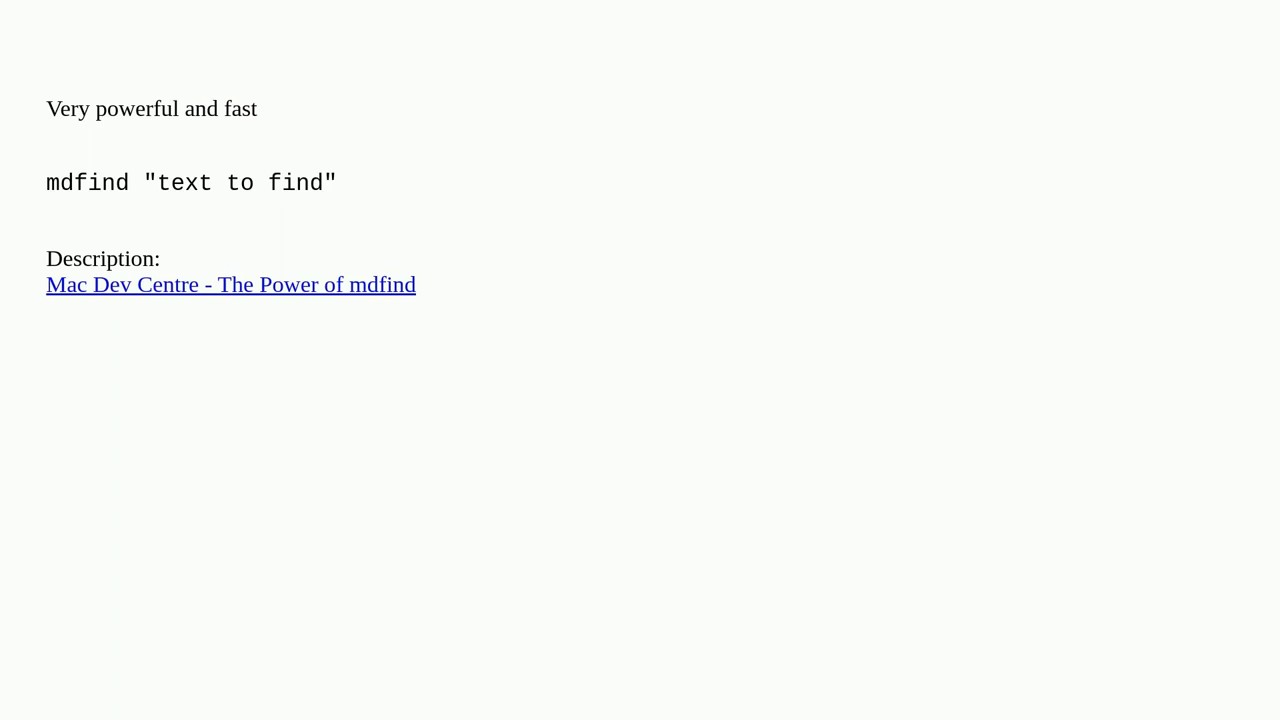 Very powerful and fast
mdfind "text to find"
Description:
Mac Dev Centre - The Power of mdfind